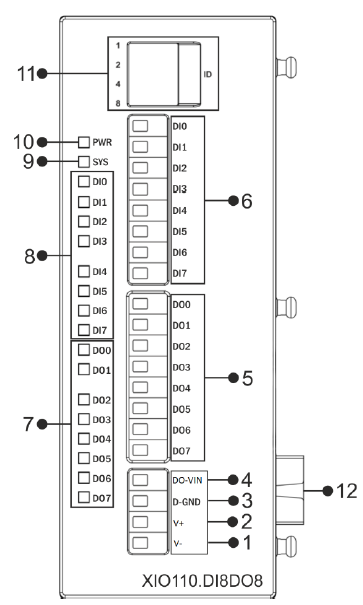 1
2
4
8
ID
11
10
PWR
9
SYS
DI0
DI1
DI2
DI3
DI4
DI5
DI6
DI7
8
DI0
DI1
DI2
DI3
DI4
DI5
DI6
DI7
6
DO0
DO1
DO2
DO3
DO4
DO5
DO6
DO7
7
DO0
DO1
DO2
DO3
DO4
DO5
DO6
DO7
5
DO-VIN
4
D-GND
3
V+
2
V-
1
12
XIO110.DI8DO8